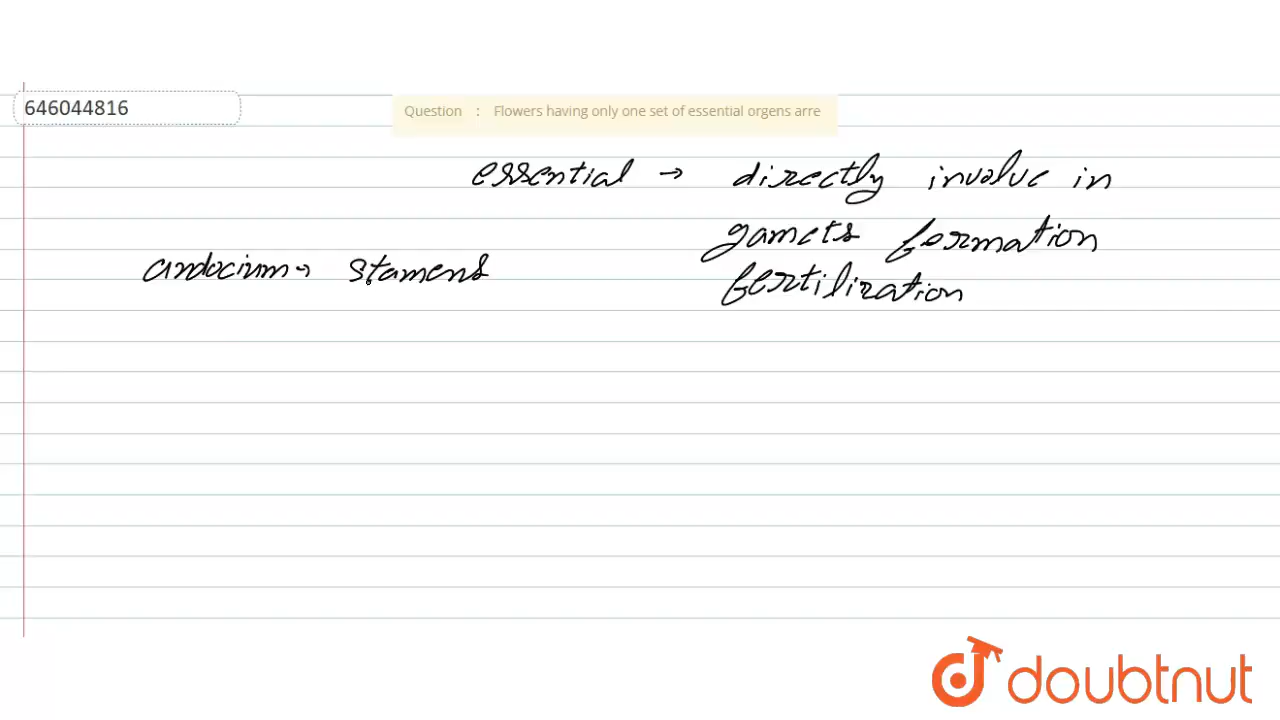 646044816
Question : Flowers having only one set of essential orgens arre
essential → directly involve in
gamets formation
andocium → stamens
fertilization
doubtnut